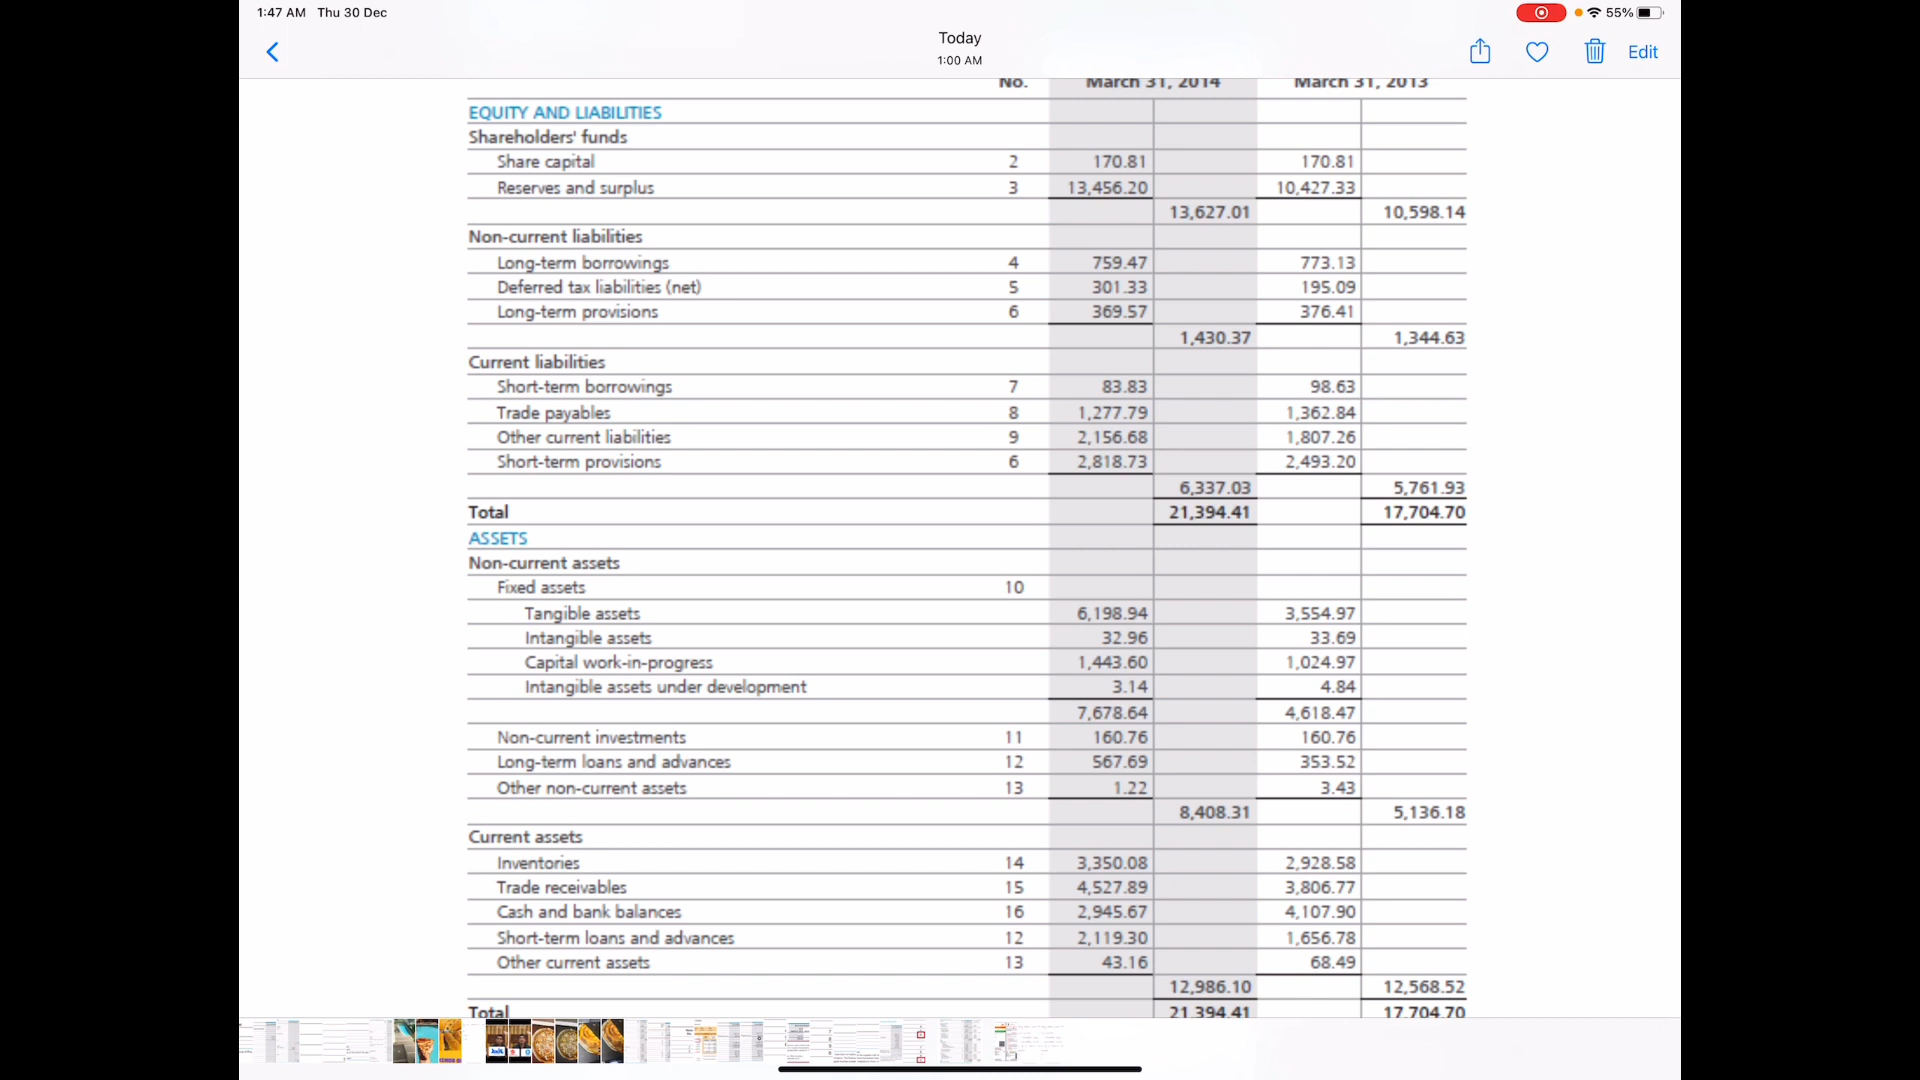 1:47 AM Thu 30 Dec
55%
Today
1:00 AM
Edit
No. March 31, 2014 March 31, 2013
EQUITY AND LIABILITIES
Shareholders' funds
Share capital 2 170.81 170.81
Reserves and surplus 3 13,456.20 10,427.33
13,627.01 10,598.14
Non-current liabilities
Long-term borrowings 4 759.47 773.13
Deferred tax liabilities (net) 5 301.33 195.09
Long-term provisions 6 369.57 376.41
1,430.37 1,344.63
Current liabilities
Short-term borrowings 7 83.83 98.63
Trade payables 8 1,277.79 1,362.84
Other current liabilities 9 2,156.68 1,807.26
Short-term provisions 6 2,818.73 2,493.20
6,337.03 5,761.93
Total 21,394.41 17,704.70
ASSETS
Non-current assets
Fixed assets 10
Tangible assets 6,198.94 3,554.97
Intangible assets 32.96 33.69
Capital work-in-progress 1,443.60 1,024.97
Intangible assets under development 3.14 4.84
7,678.64 4,618.47
Non-current investments 11 160.76 160.76
Long-term loans and advances 12 567.69 353.52
Other non-current assets 13 1.22 3.43
8,408.31 5,136.18
Current assets
Inventories 14 3,350.08 2,928.58
Trade receivables 15 4,527.89 3,806.77
Cash and bank balances 16 2,945.67 4,107.90
Short-term loans and advances 12 2,119.30 1,656.78
Other current assets 13 43.16 68.49
12,986.10 12,568.52
Total 21,394.41 17,704.70